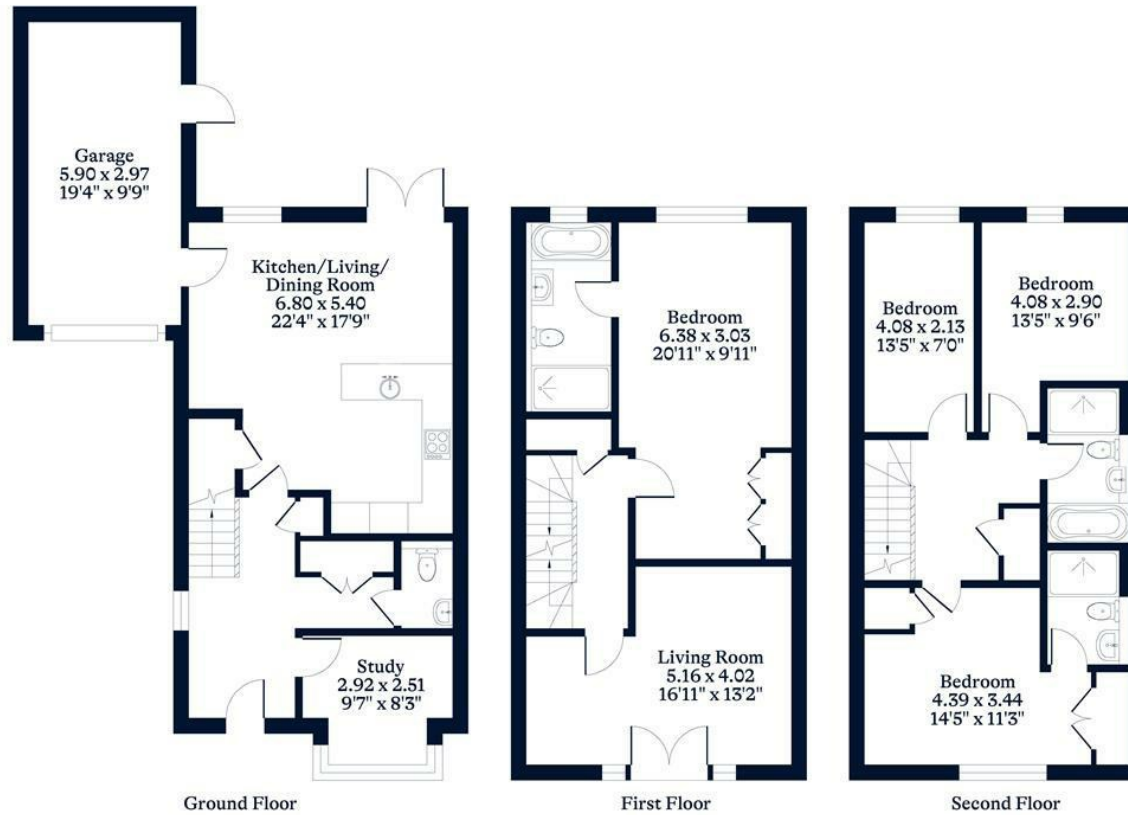 Garage
5.90 x 2.97
19'4" x 9'9"
Kitchen/Living/
Dining Room
6.80 x 5.40
22'4" x 17'9"
Study
2.92 x 2.51
9'7" x 8'3"
Ground Floor
Bedroom
6.38 x 3.03
20'11" x 9'11"
Living Room
5.16 x 4.02
16'11" x 13'2"
First Floor
Bedroom
4.08 x 2.13
13'5" x 7'0"
Bedroom
4.08 x 2.90
13'5" x 9'6"
Bedroom
4.39 x 3.44
14'5" x 11'3"
Second Floor